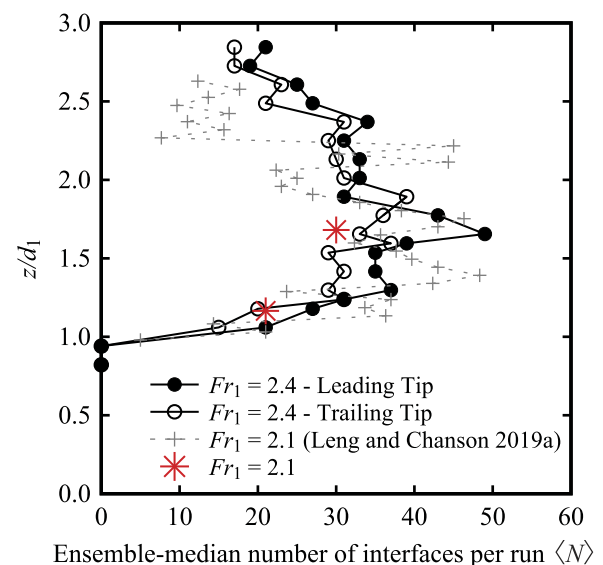 3.0
2.5
2.0
1.5
1.0
0.5
0.0
z/d₁
Fr₁ = 2.4 - Leading Tip
Fr₁ = 2.4 - Trailing Tip
Fr₁ = 2.1 (Leng and Chanson 2019a)
Fr₁ = 2.1
0 10 20 30 40 50 60
Ensemble-median number of interfaces per run ⟨N⟩